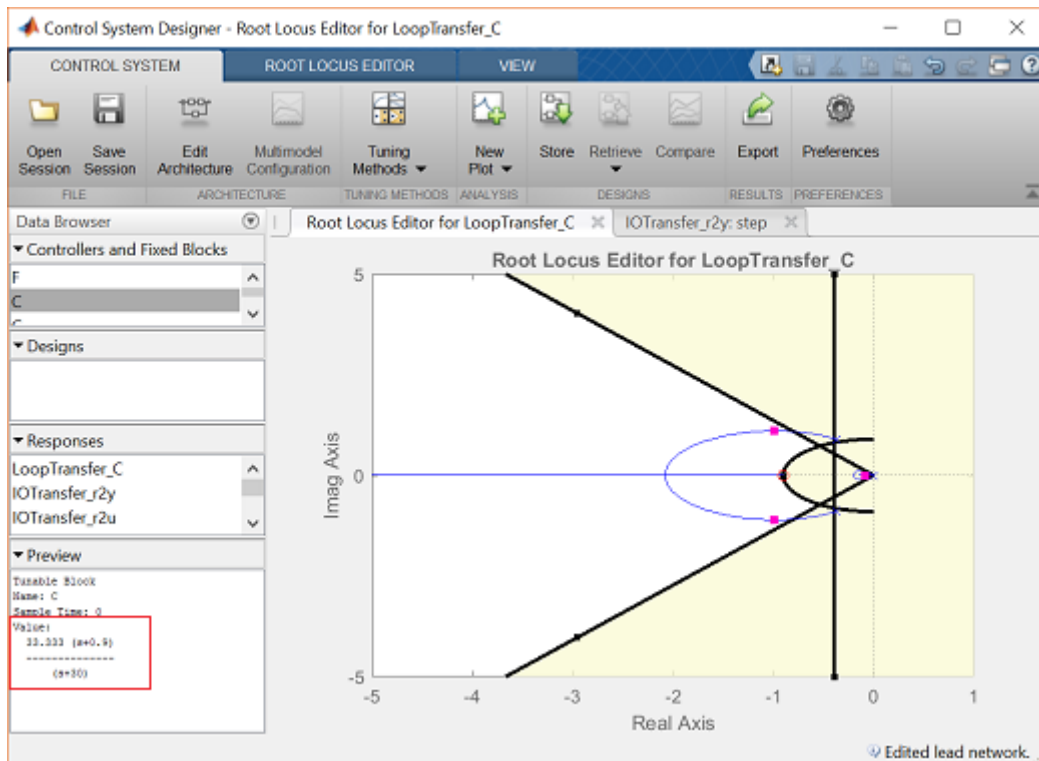 Control System Designer - Root Locus Editor for LoopTransfer_C
CONTROL SYSTEM
ROOT LOCUS EDITOR
VIEW
Open Session
Save Session
Edit Architecture
Multimodel Configuration
Tuning Methods
New Plot
Store
Retrieve
Compare
Export
Preferences
FILE
ARCHITECTURE
TUNING METHODS
ANALYSIS
DESIGNS
RESULTS
PREFERENCES
Data Browser
Root Locus Editor for LoopTransfer_C
IOTransfer_r2y: step
Controllers and Fixed Blocks
F
C
Designs
Responses
LoopTransfer_C
IOTransfer_r2y
IOTransfer_r2u
Preview
Tunable Block
Name: C
Sample Time: 0
Value:
33.333 (s+0.9)
--------------
(s+30)
Root Locus Editor for LoopTransfer_C
Imag Axis
5
0
-5
-5 -4 -3 -2 -1 0 1
Real Axis
Edited lead network.